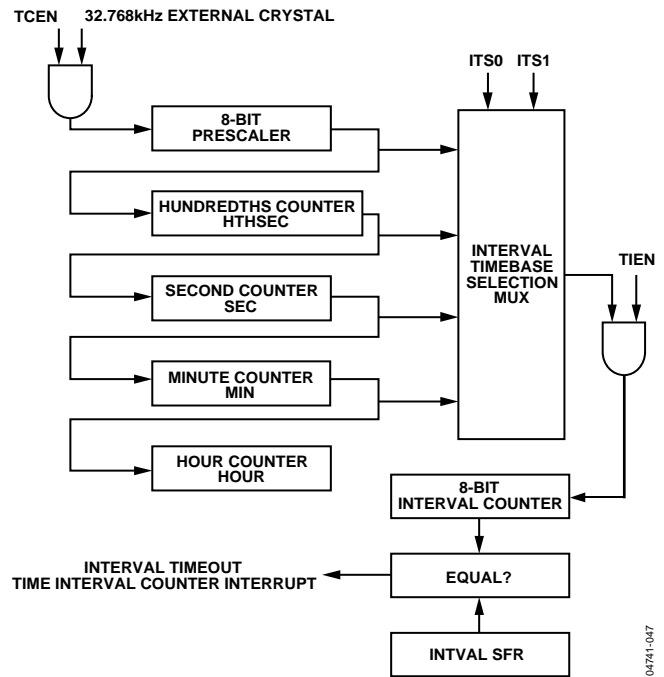 TCEN 32.768kHz EXTERNAL CRYSTAL
ITS0 ITS1
8-BIT
PRESCALER
HUNDREDTHS COUNTER
HTHSEC
INTERVAL
TIMEBASE
SELECTION
MUX
TIEN
SECOND COUNTER
SEC
MINUTE COUNTER
MIN
HOUR COUNTER
HOUR
8-BIT
INTERVAL COUNTER
INTERVAL TIMEOUT
TIME INTERVAL COUNTER INTERRUPT
EQUAL?
INTVAL SFR
04741-047